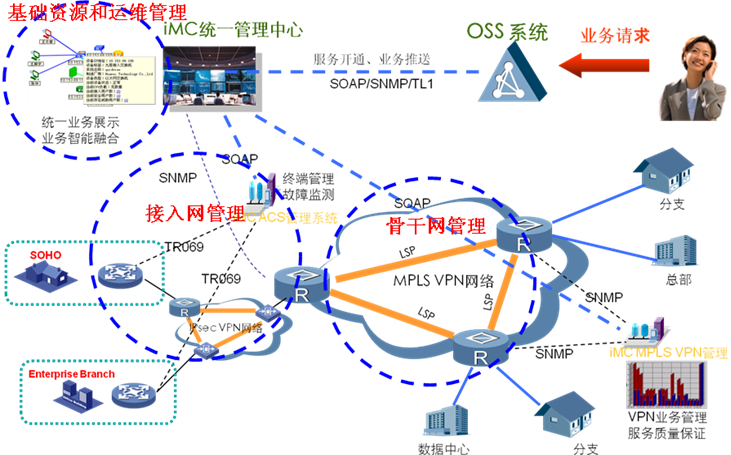 基础资源和运维管理
iMC统一管理中心
OSS 系统
业务请求
服务开通、业务推送
SOAP/SNMP/TL1
统一业务展示
业务智能融合
SNMP
SOAP
终端管理
故障监测
接入网管理
ACS管理系统
SOAP
骨干网管理
分支
SOHO
TR069
TR069
LSP
R
R
MPLS VPN网络
总部
LSP
LSP
SNMP
R
IPsec VPN网络
R
SNMP
iMC MPLS VPN管理
Enterprise Branch
VPN业务管理
服务质量保证
数据中心
分支